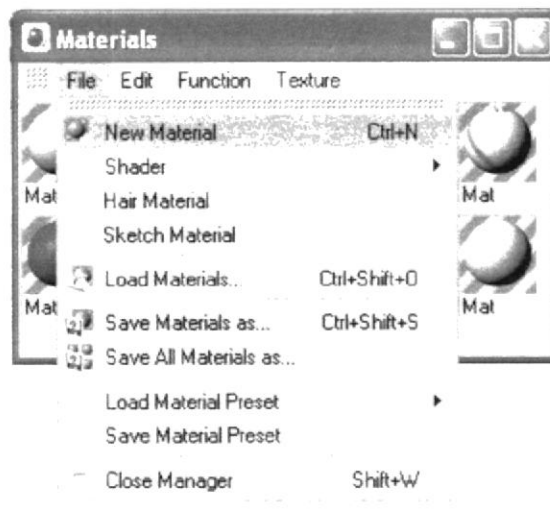 Materials
File Edit Function Texture
New Material Ctrl+N
Shader
Mat Hair Material Mat
Sketch Material
Load Materials... Ctrl+Shift+O
Mat Save Materials as... Ctrl+Shift+S Mat
Save All Materials as...
Load Material Preset
Save Material Preset
Close Manager Shift+W